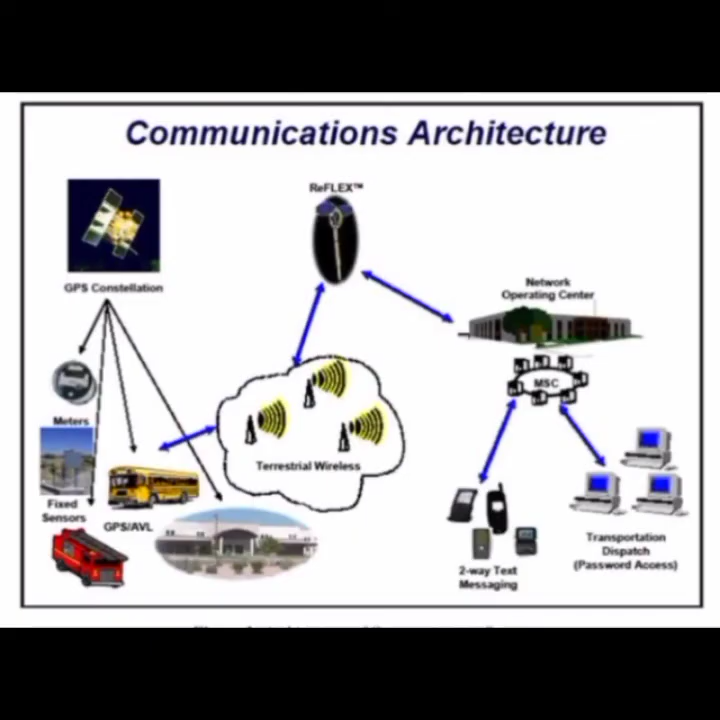 Communications Architecture
ReFLEX™
GPS Constellation
Network
Operating Center
MSC
Meters
Terrestrial Wireless
Fixed
Sensors
GPS/AVL
2-way Text
Messaging
Transportation
Dispatch
(Password Access)